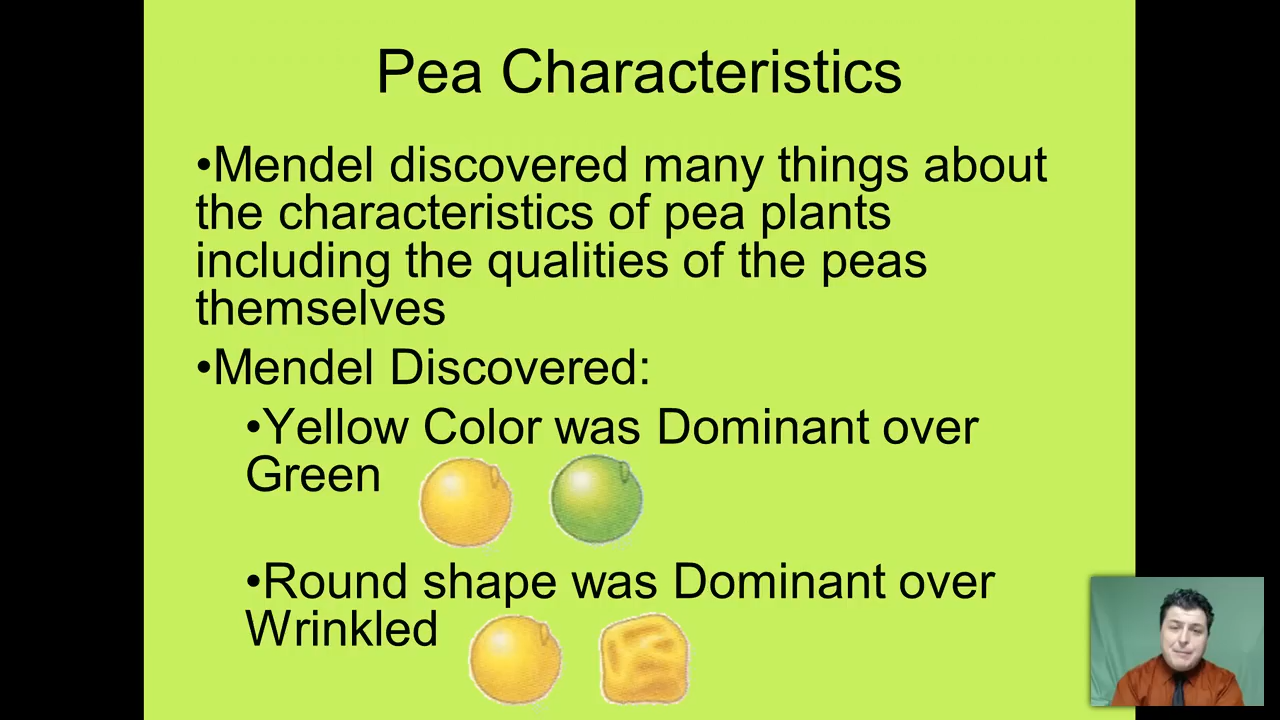 Pea Characteristics
•Mendel discovered many things about
the characteristics of pea plants
including the qualities of the peas
themselves
•Mendel Discovered:
•Yellow Color was Dominant over
Green
•Round shape was Dominant over
Wrinkled